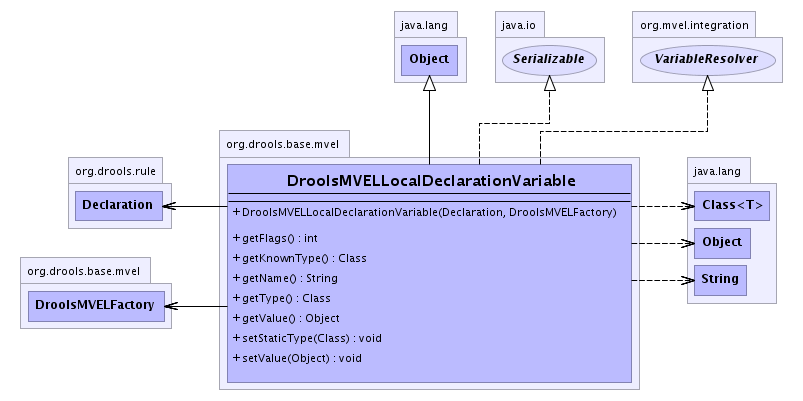 java.lang
java.io
org.mvel.integration
Object
Serializable
VariableResolver
org.drools.base.mvel
org.drools.rule
java.lang
DroolsMVELLocalDeclarationVariable
Declaration
Class<T>
+DroolsMVELLocalDeclarationVariable(Declaration, DroolsMVELFactory)
+getFlags() : int
Object
+getKnownType() : Class
org.drools.base.mvel
+getName() : String
String
+getType() : Class
DroolsMVELFactory
+getValue() : Object
+setStaticType(Class) : void
+setValue(Object) : void